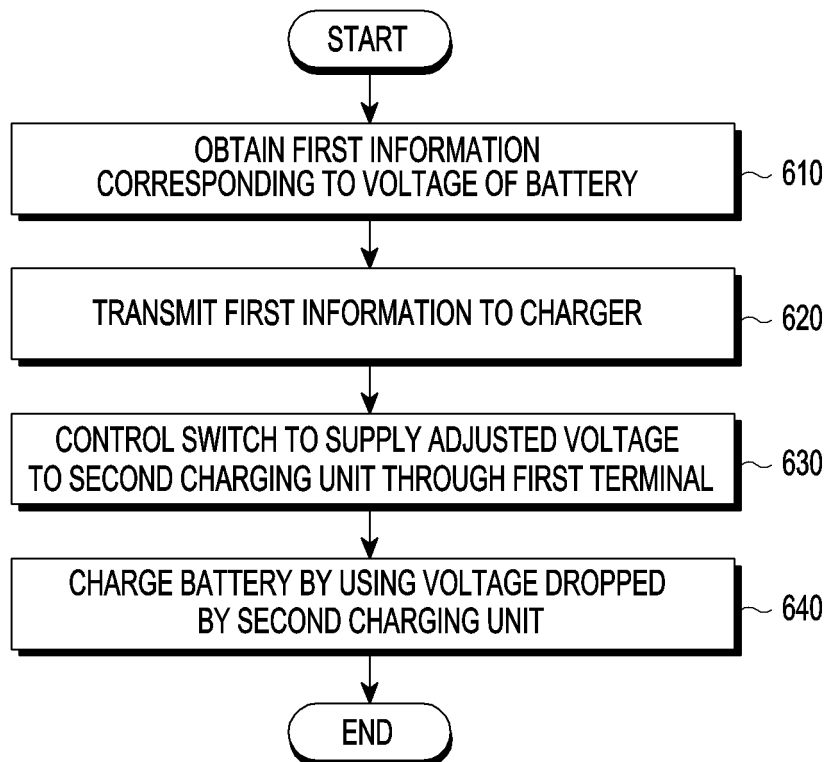 START
OBTAIN FIRST INFORMATION
CORRESPONDING TO VOLTAGE OF BATTERY
610
TRANSMIT FIRST INFORMATION TO CHARGER
620
CONTROL SWITCH TO SUPPLY ADJUSTED VOLTAGE
TO SECOND CHARGING UNIT THROUGH FIRST TERMINAL
630
CHARGE BATTERY BY USING VOLTAGE DROPPED
BY SECOND CHARGING UNIT
640
END